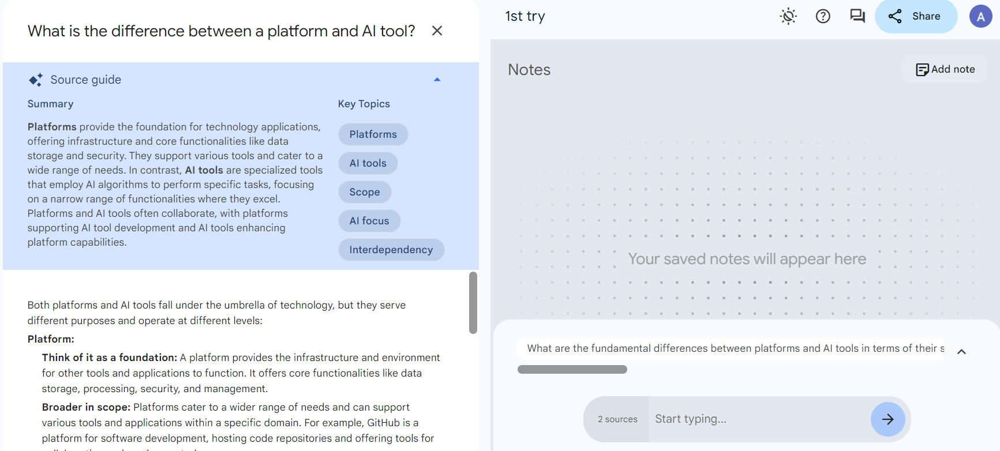 What is the difference between a platform and AI tool?
Source guide
Summary
Platforms provide the foundation for technology applications,
offering infrastructure and core functionalities like data
storage and security. They support various tools and cater to a
wide range of needs. In contrast, AI tools are specialized tools
that employ AI algorithms to perform specific tasks, focusing
on a narrow range of functionalities where they excel.
Platforms and AI tools often collaborate, with platforms
supporting AI tool development and AI tools enhancing
platform capabilities.
Key Topics
Platforms
AI tools
Scope
AI focus
Interdependency
Both platforms and AI tools fall under the umbrella of technology, but they serve
different purposes and operate at different levels:
Platform:
Think of it as a foundation: A platform provides the infrastructure and environment
for other tools and applications to function. It offers core functionalities like data
storage, processing, security, and management.
Broader in scope: Platforms cater to a wider range of needs and can support
various tools and applications within a specific domain. For example, GitHub is a
platform for software development, hosting code repositories and offering tools for
1st try
Share
A
Notes
Add note
Your saved notes will appear here
What are the fundamental differences between platforms and AI tools in terms of their s
2 sources
Start typing...